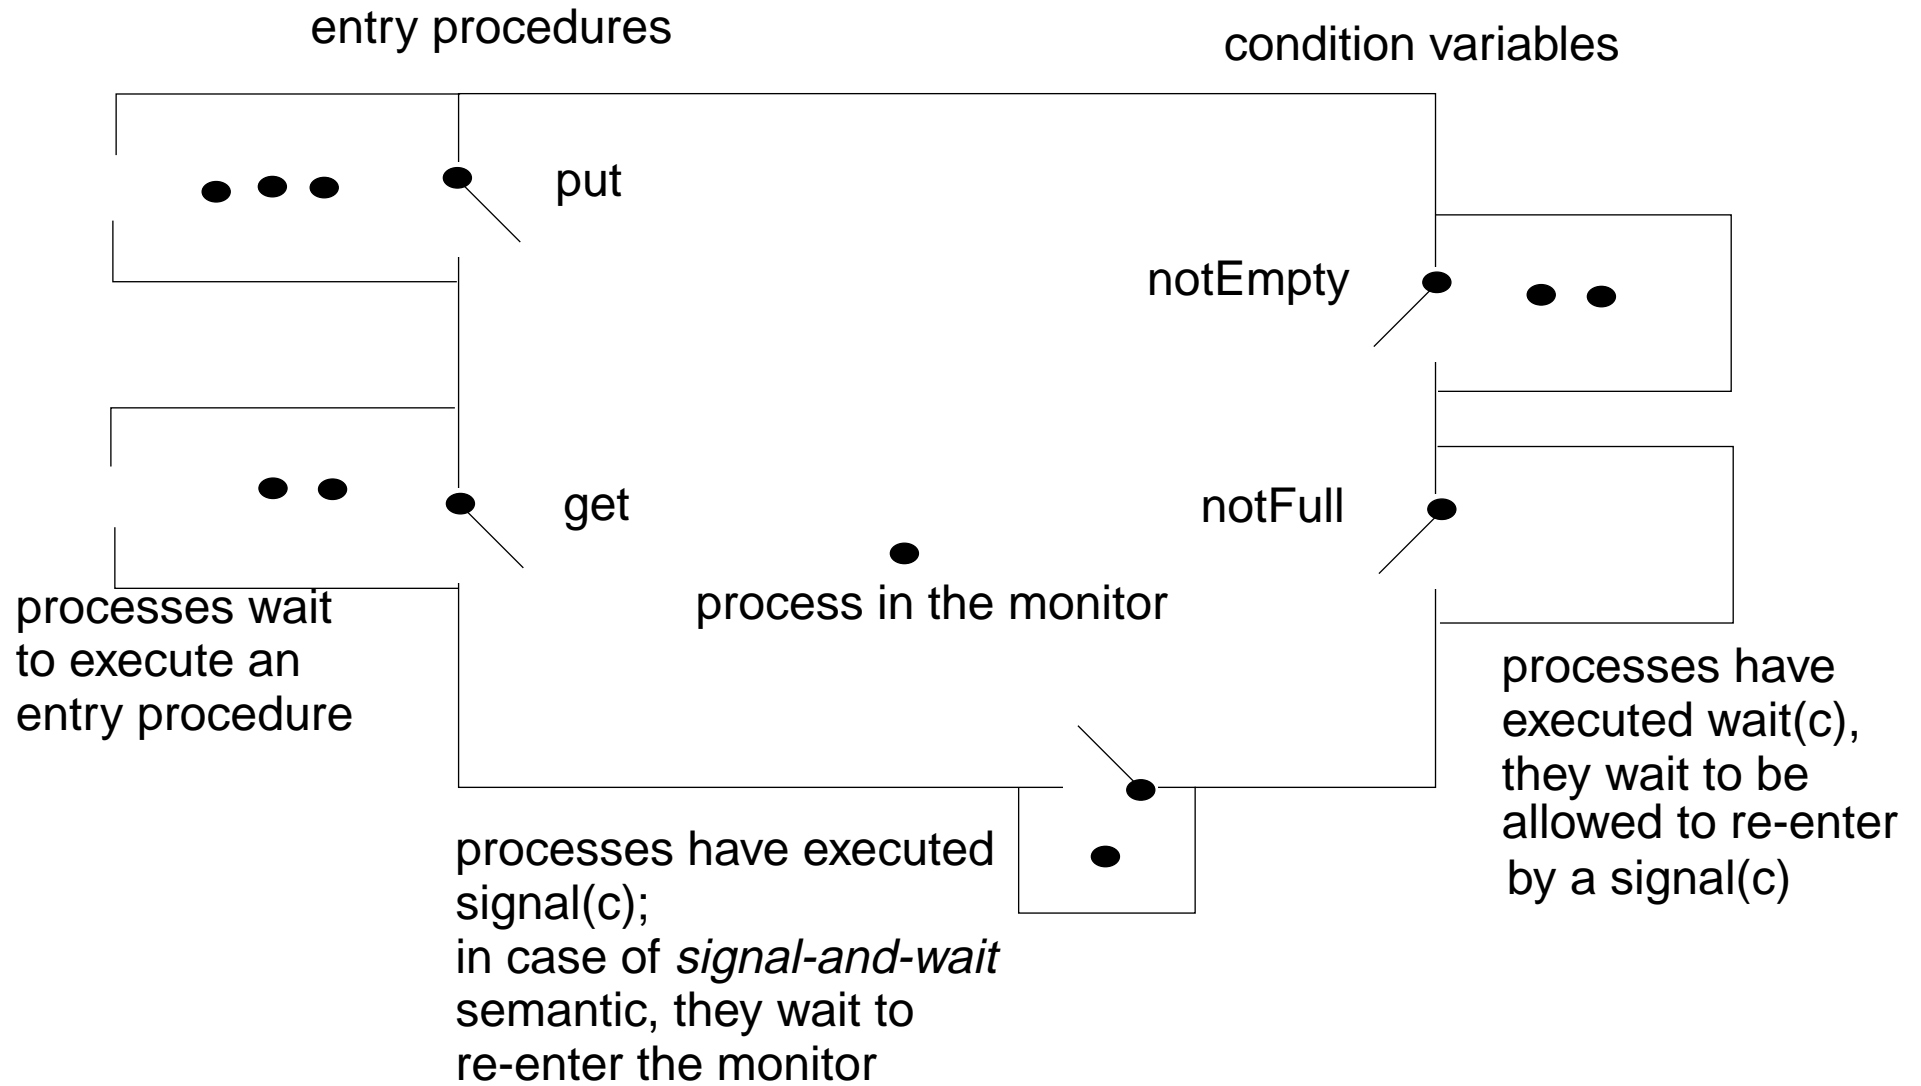 entry procedures
condition variables
put
notEmpty
get
notFull
process in the monitor
processes wait
to execute an
entry procedure
processes have
executed wait(c),
they wait to be
allowed to re-enter
by a signal(c)
processes have executed
signal(c);
in case of signal-and-wait
semantic, they wait to
re-enter the monitor